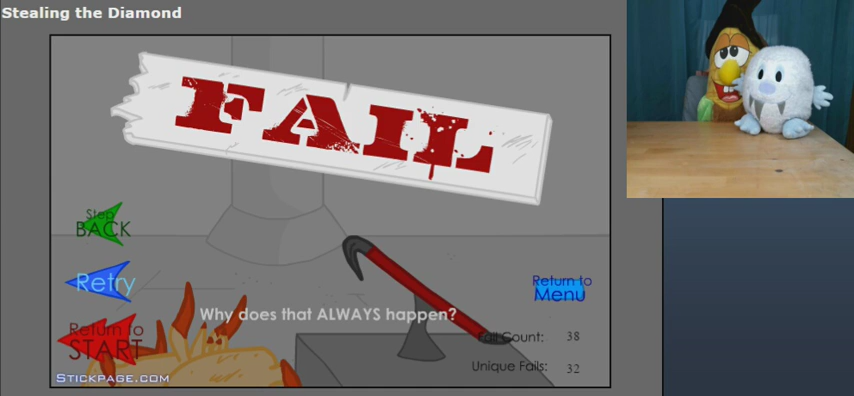 Stealing the Diamond
FAIL
Step
BACK
Retry
Return to
START
Why does that ALWAYS happen?
Return to
Menu
Fail Count: 38
Unique Fails: 32
STICKPAGE.COM